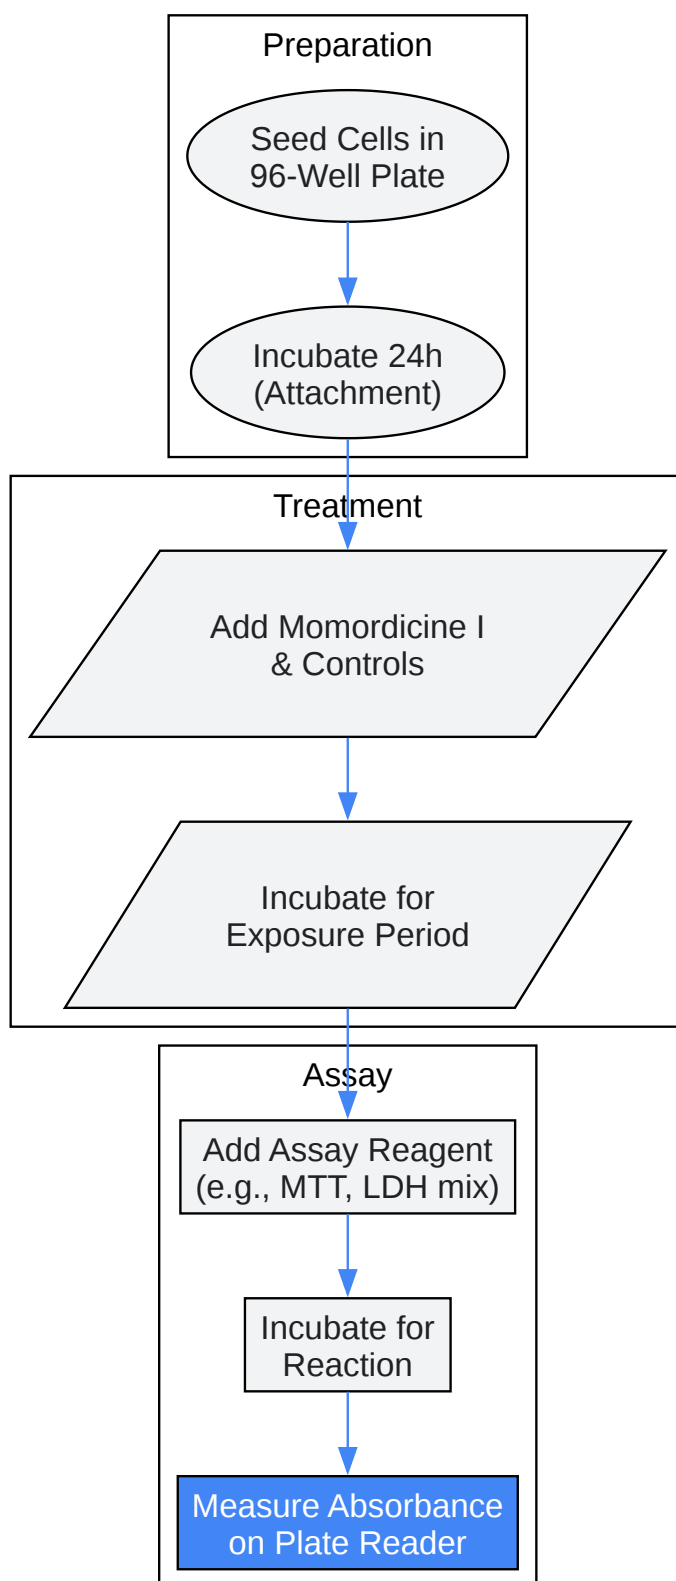 Preparation
Seed Cells in
96-Well Plate
Incubate 24h
(Attachment)
Treatment
Add Momordicine I
& Controls
Incubate for
Exposure Period
Assay
Add Assay Reagent
(e.g., MTT, LDH mix)
Incubate for
Reaction
Measure Absorbance
on Plate Reader